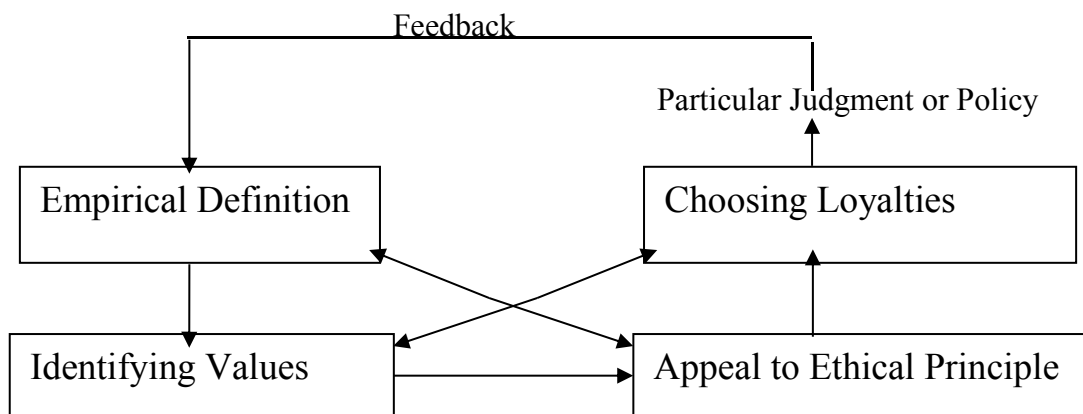 Feedback
Particular Judgment or Policy
Empirical Definition
Choosing Loyalties
Identifying Values
Appeal to Ethical Principle